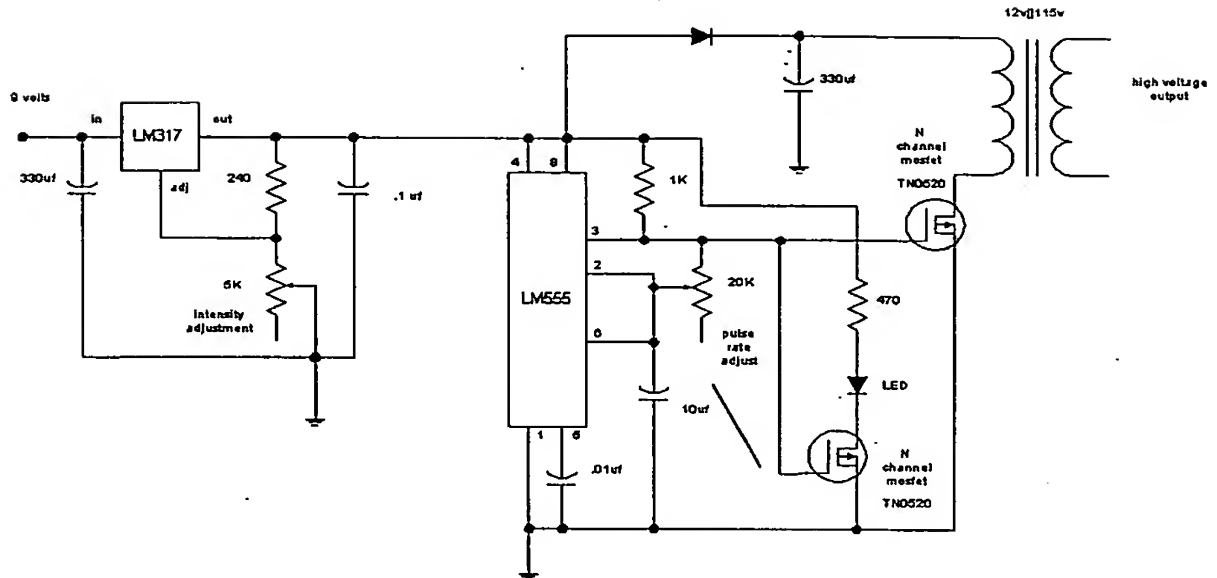 12v||115v
330uf
high voltage
output
9 volts
in
LM317
out
adj
330uf
240
.1 uf
5K
intensity
adjustment
4
8
1K
3
2
6
LM555
1
5
20K
pulse
rate
adjust
10uf
.01uf
N
channel
mosfet
TN0520
470
LED
N
channel
mosfet
TN0520